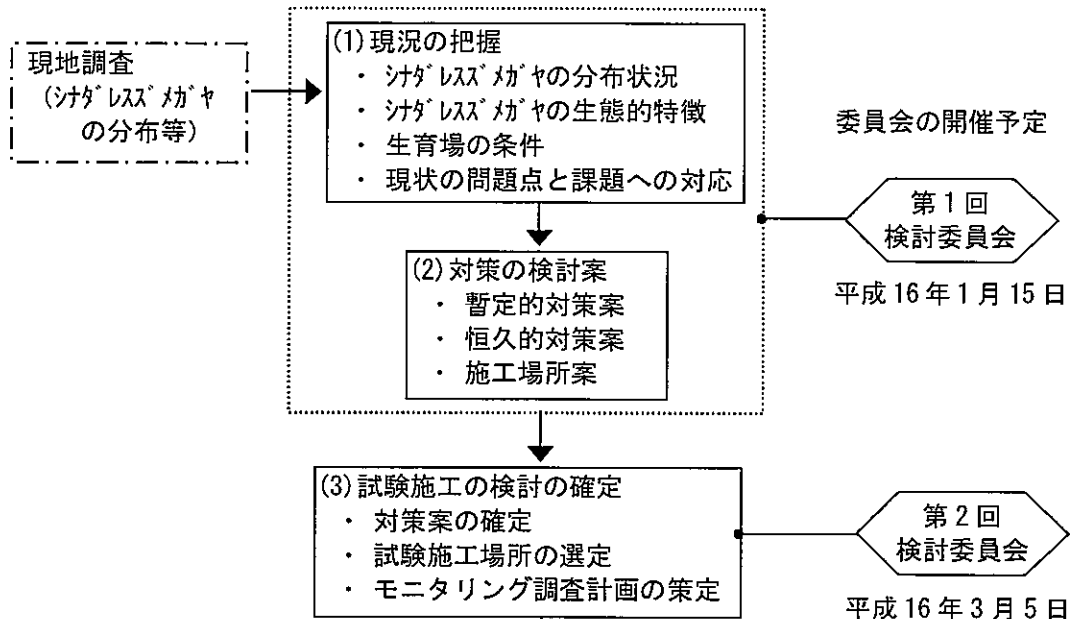 現地調査
(シナダレスズメガヤ
の分布等)
(1)現況の把握
・ シナダレスズメガヤの分布状況
・ シナダレスズメガヤの生態的特徴
・ 生育場の条件
・ 現状の問題点と課題への対応
委員会の開催予定
第1回
検討委員会
平成16年1月15日
(2)対策の検討案
・ 暫定的対策案
・ 恒久的対策案
・ 施工場所案
(3)試験施工の検討の確定
・ 対策案の確定
・ 試験施工場所の選定
・ モニタリング調査計画の策定
第2回
検討委員会
平成16年3月5日